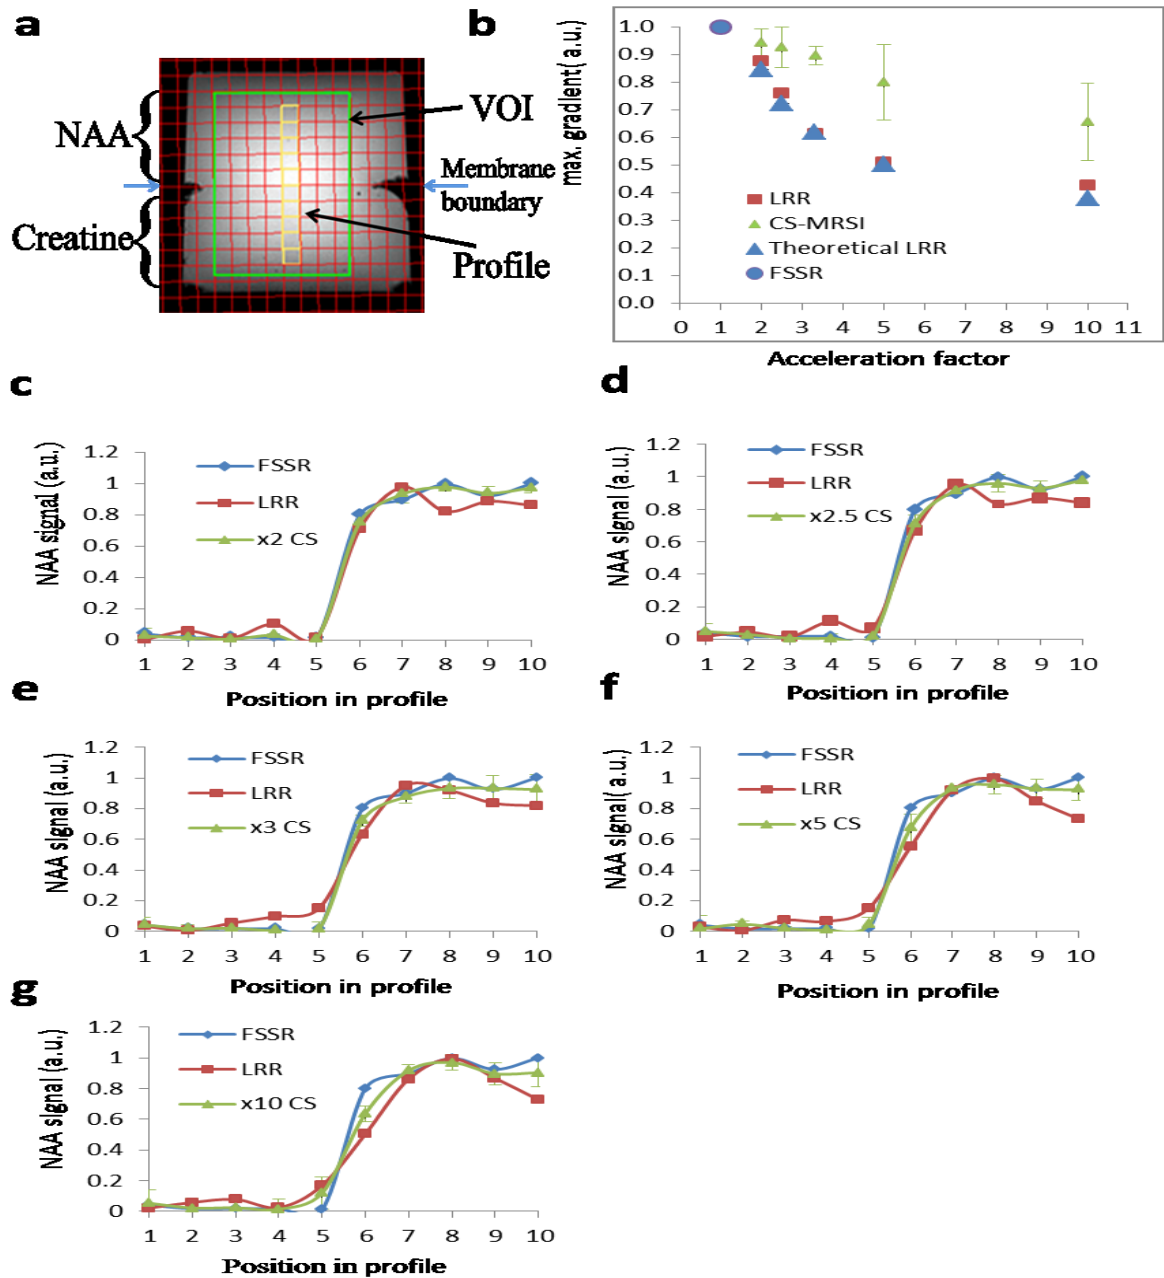 a
NAA
Creatine
VOI
Membrane
boundary
Profile
b
max. gradient( a.u.)
1.0
0.9
0.8
0.7
0.6
0.5
0.4
0.3
0.2
0.1
0.0
LRR
CS-MRSI
Theoretical LRR
FSSR
0 1 2 3 4 5 6 7 8 9 10 11
Acceleration factor
c
NAA signal (a.u.)
1.2
1
0.8
0.6
0.4
0.2
0
FSSR
LRR
x2 CS
1 2 3 4 5 6 7 8 9 10
Position in profile
d
NAA signal (a.u.)
1.2
1
0.8
0.6
0.4
0.2
0
FSSR
LRR
x2.5 CS
1 2 3 4 5 6 7 8 9 10
Position in profile
e
NAA signal (a.u.)
1.2
1
0.8
0.6
0.4
0.2
0
FSSR
LRR
x3 CS
1 2 3 4 5 6 7 8 9 10
Position in profile
f
NAA signal( a.u.)
1.2
1
0.8
0.6
0.4
0.2
0
FSSR
LRR
x5 CS
1 2 3 4 5 6 7 8 9 10
Position in profile
g
NAA signal (a.u.)
1.2
1
0.8
0.6
0.4
0.2
0
FSSR
LRR
x10 CS
1 2 3 4 5 6 7 8 9 10
Position in profile